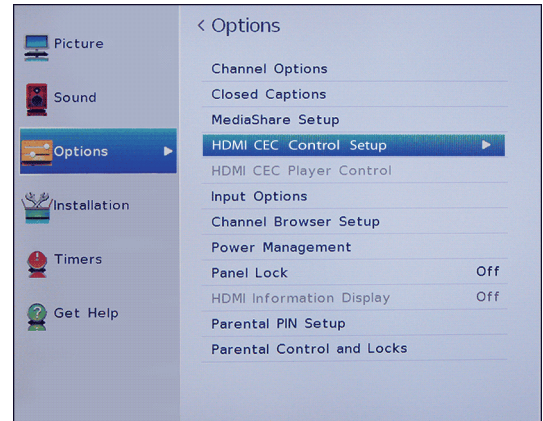 Picture
Sound
Options
Installation
Timers
Get Help
< Options
Channel Options
Closed Captions
MediaShare Setup
HDMI CEC Control Setup
HDMI CEC Player Control
Input Options
Channel Browser Setup
Power Management
Panel Lock Off
HDMI Information Display Off
Parental PIN Setup
Parental Control and Locks